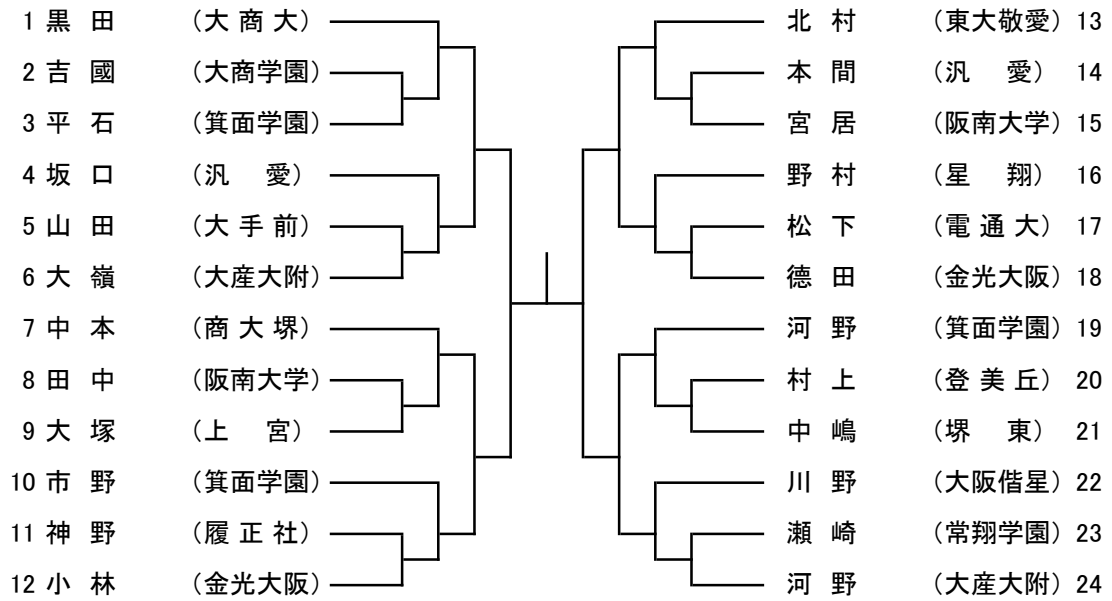 1 黒 田 (大 商 大) 北 村 (東大敬愛) 13
2 吉 國 (大商学園) 本 間 (汎 愛) 14
3 平 石 (箕面学園) 宮 居 (阪南大学) 15
4 坂 口 (汎 愛) 野 村 (星 翔) 16
5 山 田 (大 手 前) 松 下 (電 通 大) 17
6 大 嶺 (大産大附) 德 田 (金光大阪) 18
7 中 本 (商 大 堺) 河 野 (箕面学園) 19
8 田 中 (阪南大学) 村 上 (登 美 丘) 20
9 大 塚 (上 宮) 中 嶋 (堺 東) 21
10 市 野 (箕面学園) 川 野 (大阪偕星) 22
11 神 野 (履 正 社) 瀬 崎 (常翔学園) 23
12 小 林 (金光大阪) 河 野 (大産大附) 24